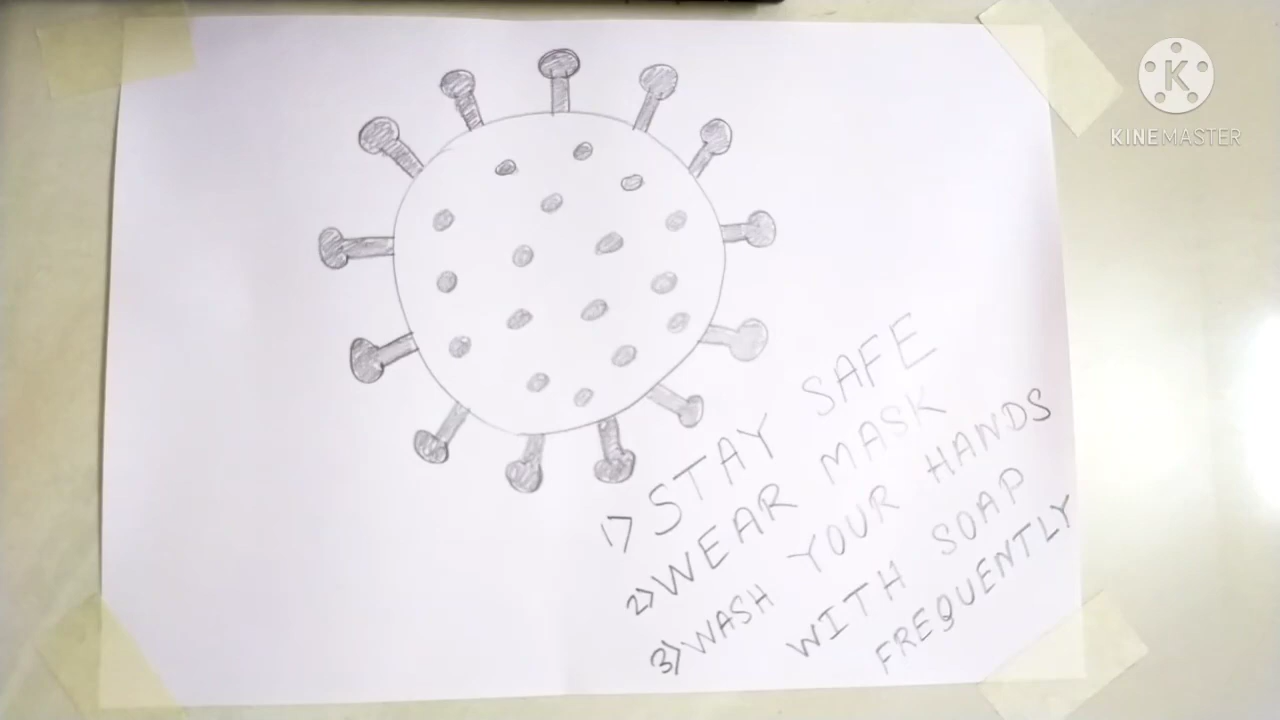 K
KINEMASTER
1) STAY SAFE
2) WEAR MASK
3) WASH YOUR HANDS
WITH SOAP
FREQUENTLY